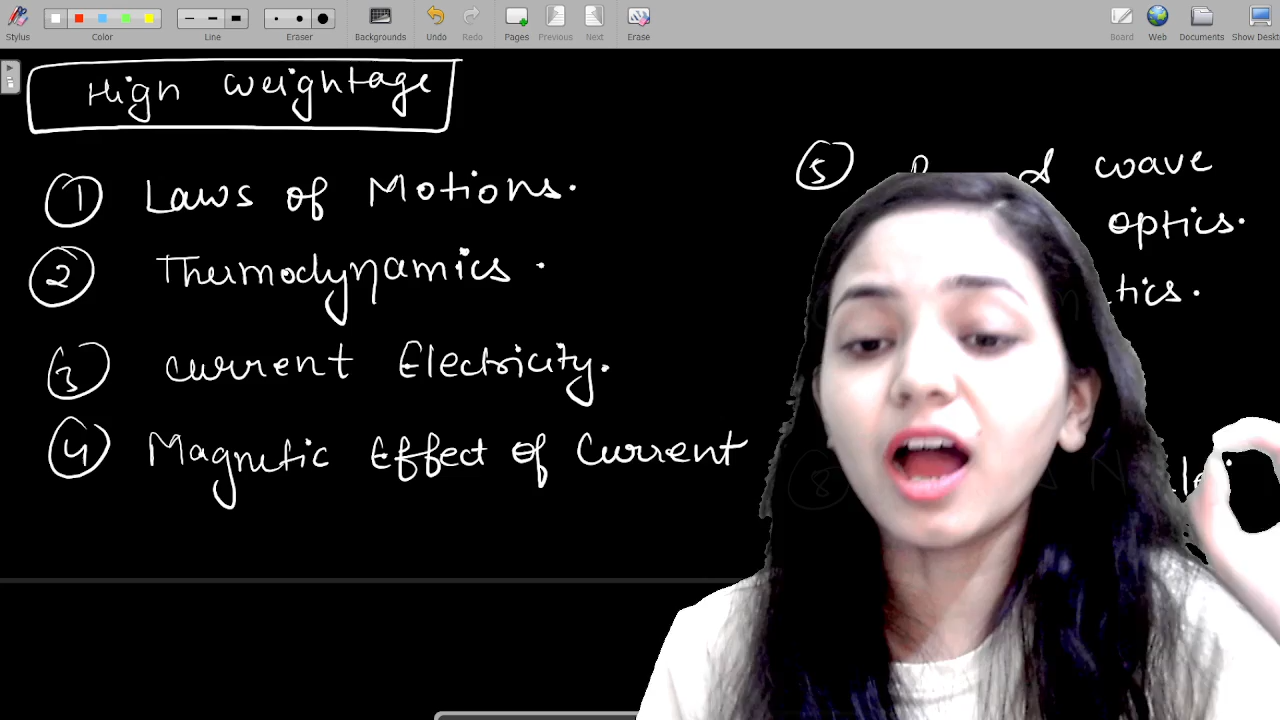 Stylus Color Line Eraser Backgrounds Undo Redo Pages Previous Next Erase Board Web Documents
High Weightage
① Laws of Motions.
② Thermodynamics.
③ Current Electricity.
④ Magnetic Effect of Current
⑤ wave
optics.
⑧